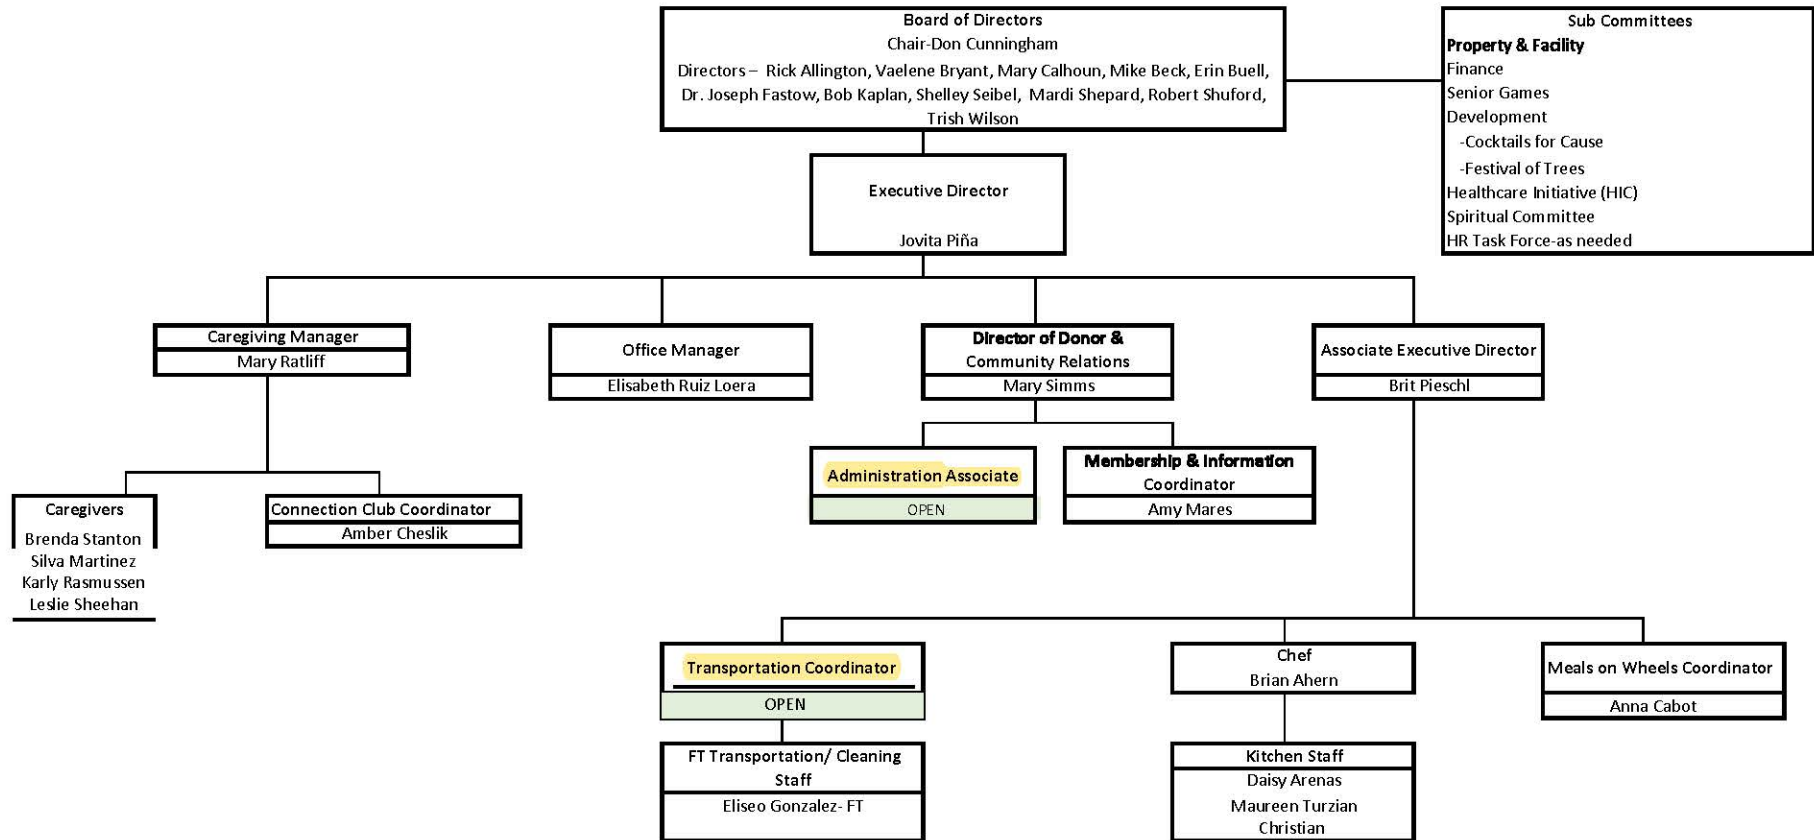 Board of Directors
Chair-Don Cunningham
Directors – Rick Allington, Vaelene Bryant, Mary Calhoun, Mike Beck, Erin Buell,
Dr. Joseph Fastow, Bob Kaplan, Shelley Seibel, Mardi Shepard, Robert Shuford,
Trish Wilson
Sub Committees
Property & Facility
Finance
Senior Games
Development
-Cocktails for Cause
-Festival of Trees
Healthcare Initiative (HIC)
Spiritual Committee
HR Task Force-as needed
Executive Director
Jovita Piña
Caregiving Manager
Mary Ratliff
Office Manager
Elisabeth Ruiz Loera
Director of Donor &
Community Relations
Mary Simms
Associate Executive Director
Brit Pieschl
Administration Associate
OPEN
Membership & Information
Coordinator
Amy Mares
Caregivers
Brenda Stanton
Silva Martinez
Karly Rasmussen
Leslie Sheehan
Connection Club Coordinator
Amber Cheslik
Transportation Coordinator
OPEN
Chef
Brian Ahern
Meals on Wheels Coordinator
Anna Cabot
FT Transportation/ Cleaning
Staff
Eliseo Gonzalez- FT
Kitchen Staff
Daisy Arenas
Maureen Turzian
Christian